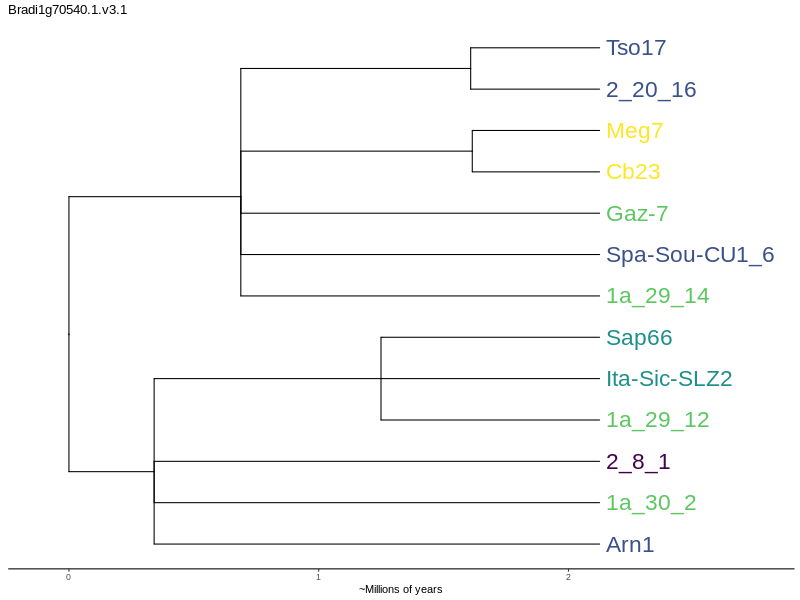 Bradi1g70540.1.v3.1
Tso17
2_20_16
Meg7
Cb23
Gaz-7
Spa-Sou-CU1_6
1a_29_14
Sap66
Ita-Sic-SLZ2
1a_29_12
2_8_1
1a_30_2
Arn1
0 1 2
~Millions of years